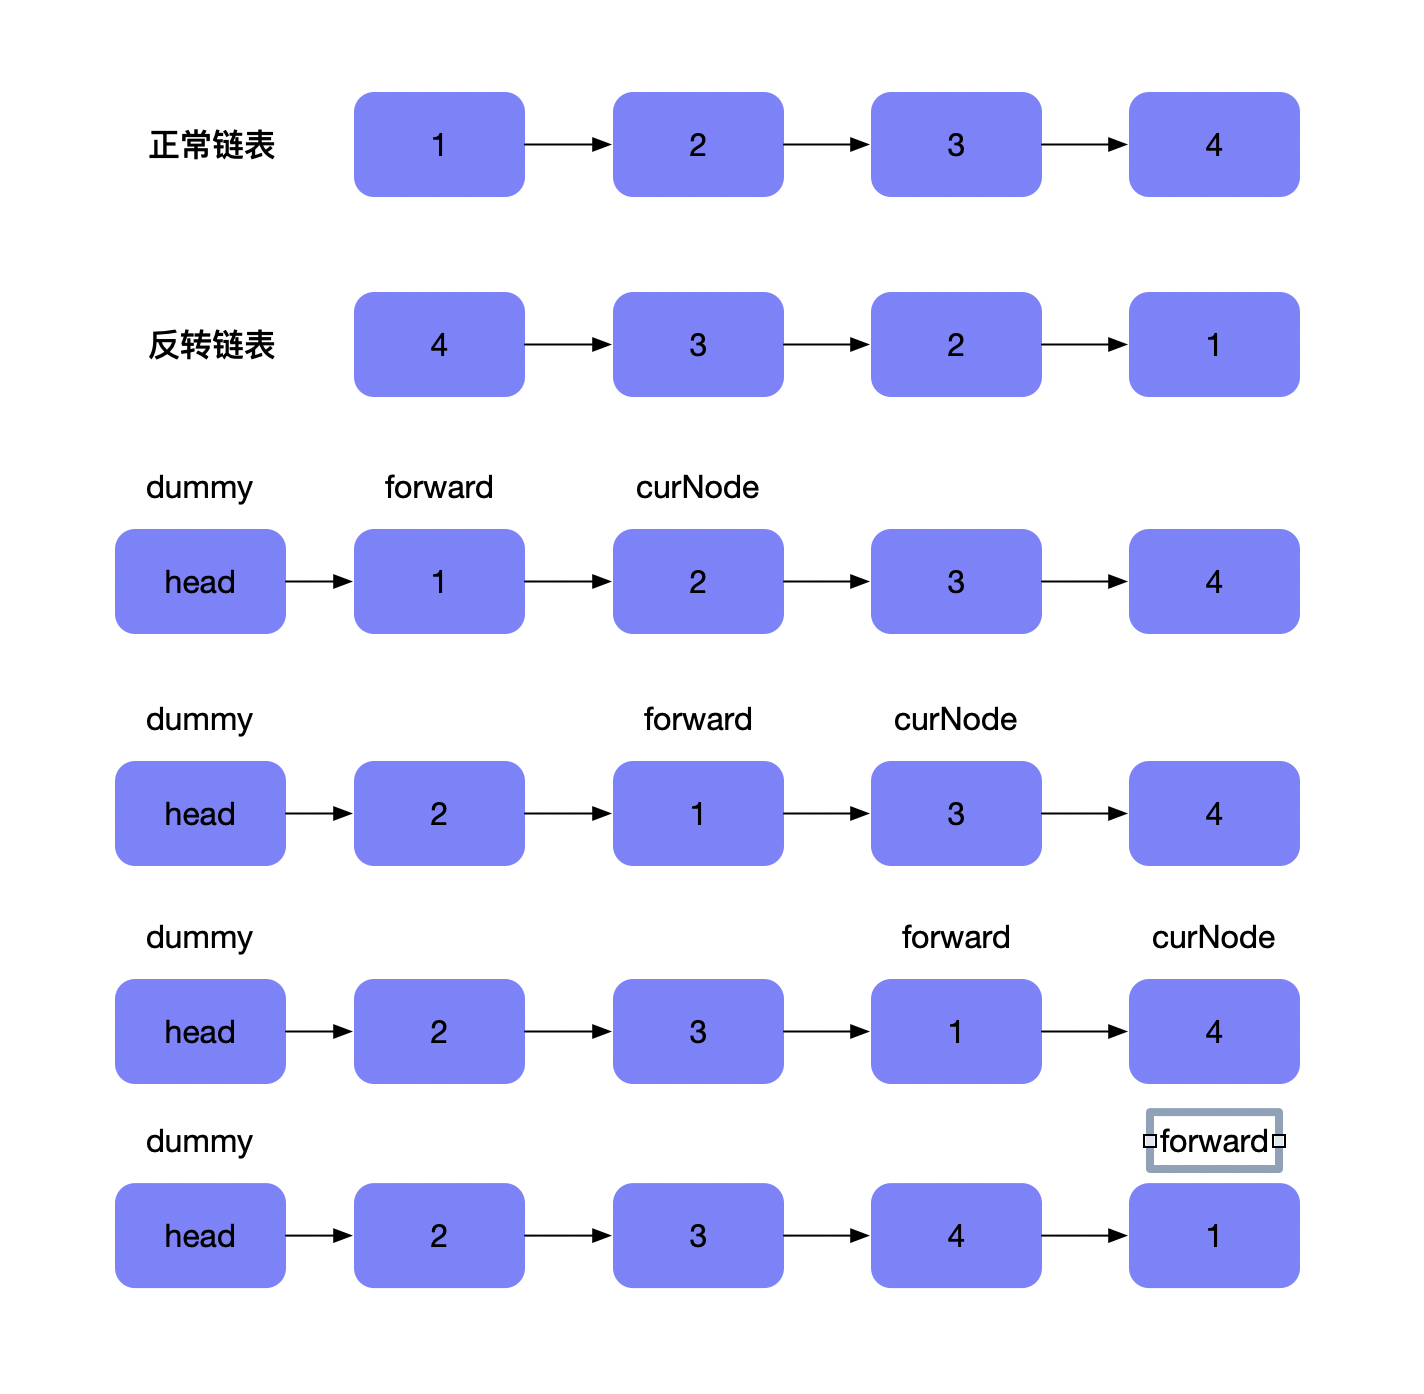 正常链表 1 2 3 4
反转链表 4 3 2 1
dummy forward curNode
head 1 2 3 4
dummy forward curNode
head 2 1 3 4
dummy forward curNode
head 2 3 1 4
dummy forward
head 2 3 4 1